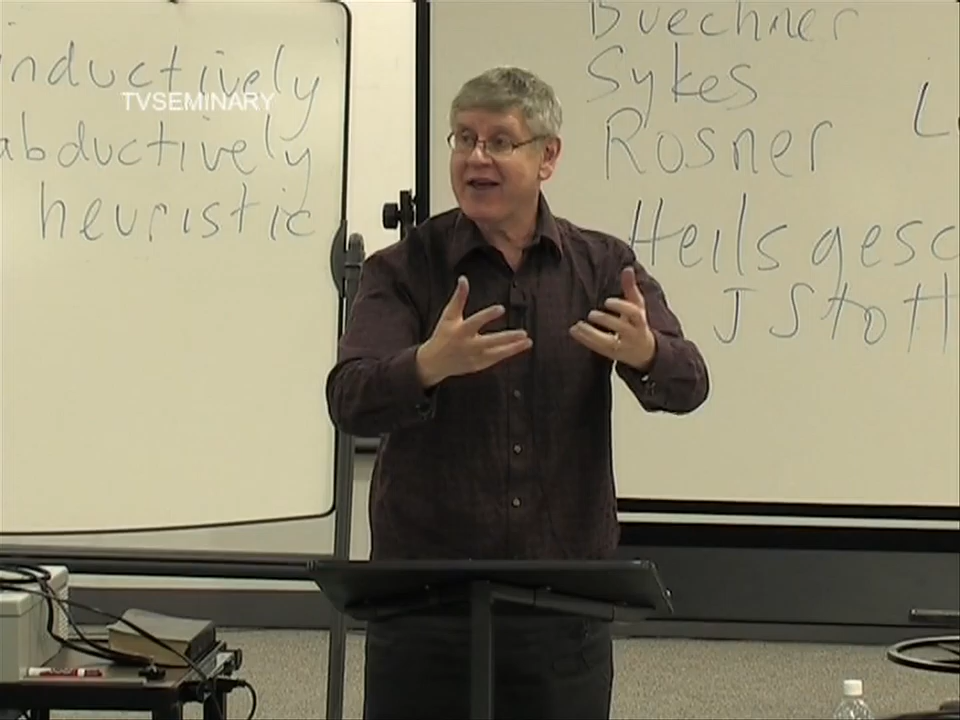 inductively
TVSEMINARY
abductively
heuristic
Buechner
Sykes
Rosner
L
Heilsgesc
J Stott